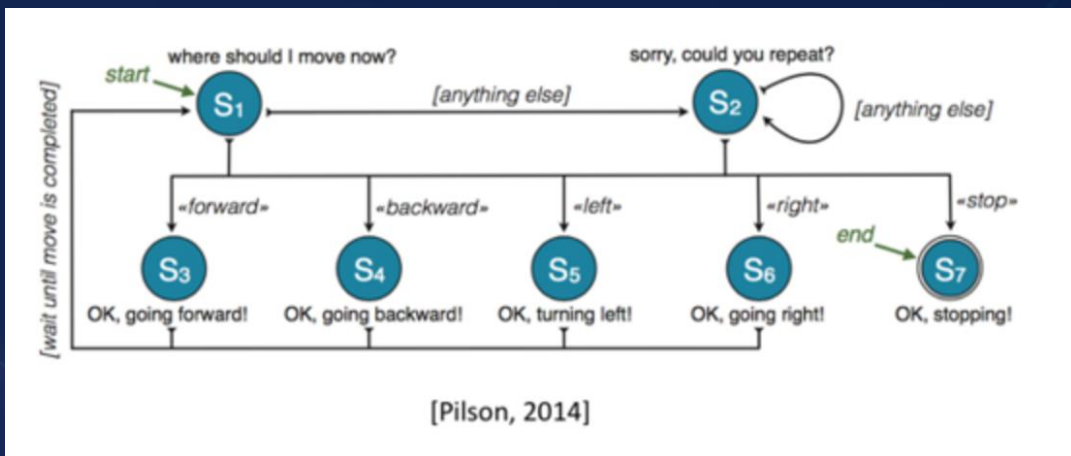 where should I move now?
sorry, could you repeat?
start
S1
[anything else]
S2
[anything else]
[wait until move is completed]
«forward»
«backward»
«left»
«right»
«stop»
end
S3
S4
S5
S6
S7
OK, going forward!
OK, going backward!
OK, turning left!
OK, going right!
OK, stopping!
[Pilson, 2014]